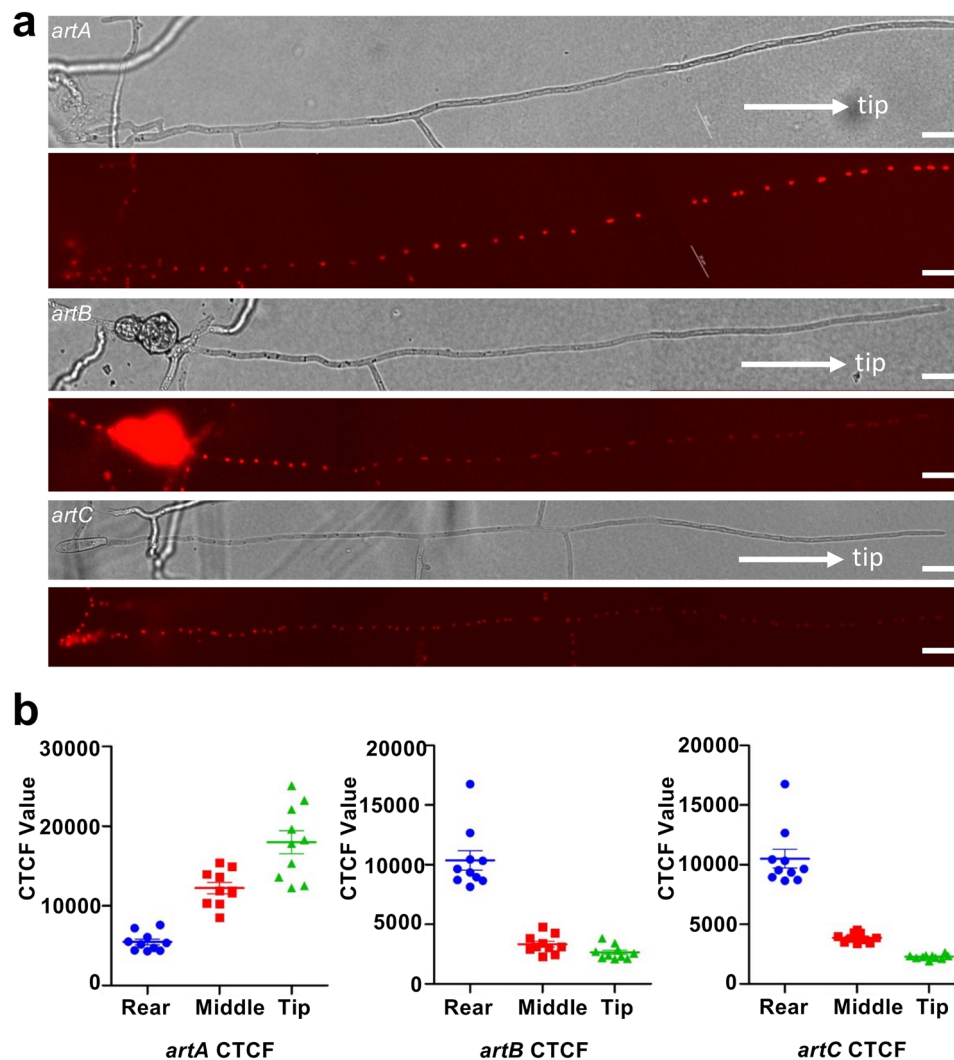 a
artA
tip
artB
tip
artC
tip
b
CTCF Value
30000
20000
10000
0
Rear Middle Tip
artA CTCF
CTCF Value
20000
15000
10000
5000
0
Rear Middle Tip
artB CTCF
CTCF Value
20000
15000
10000
5000
0
Rear Middle Tip
artC CTCF